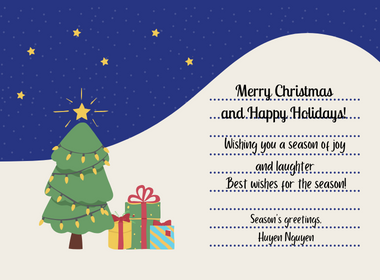 Merry Christmas
and Happy Holidays!
Wishing you a season of joy
and laughter
Best wishes for the season!
Season's greetings,
Huyen Nguyen